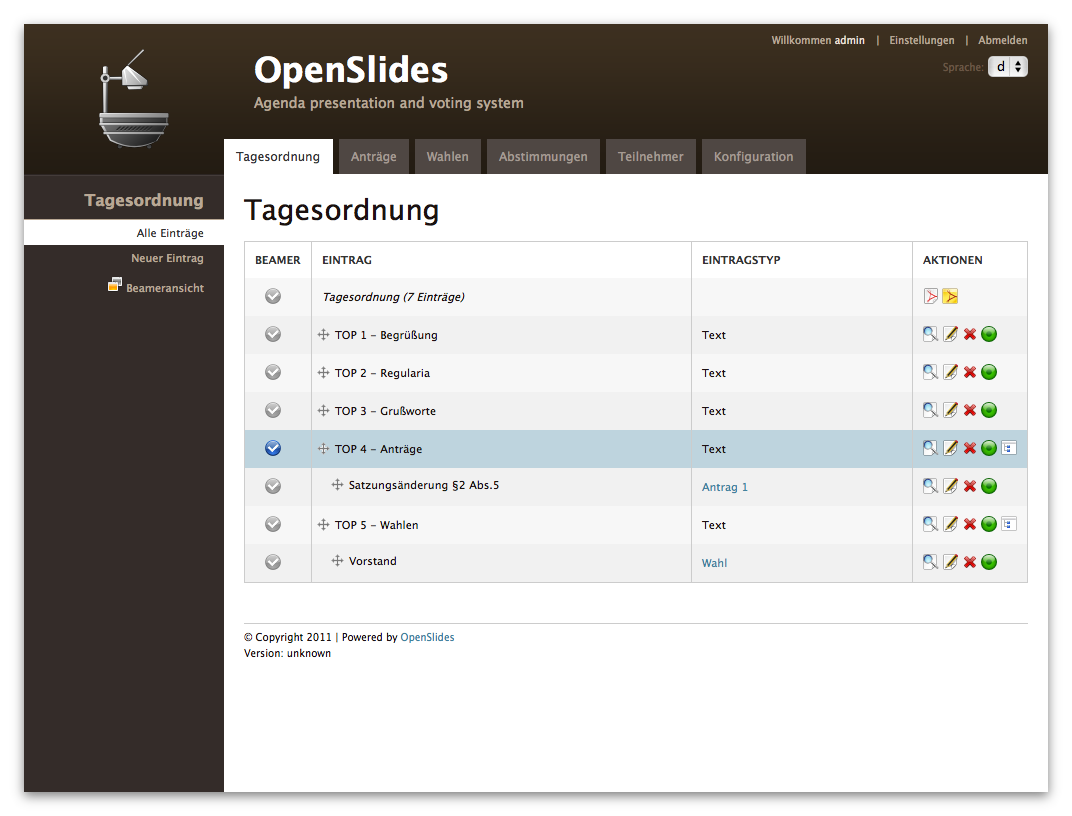 Willkommen admin | Einstellungen | Abmelden
Sprache: d
OpenSlides
Agenda presentation and voting system
Tagesordnung Anträge Wahlen Abstimmungen Teilnehmer Konfiguration
Tagesordnung
Alle Einträge
Neuer Eintrag
Beameransicht
Tagesordnung
BEAMER EINTRAG EINTRAGSTYP AKTIONEN
Tagesordnung (7 Einträge)
TOP 1 – Begrüßung Text
TOP 2 – Regularia Text
TOP 3 – Grußworte Text
TOP 4 – Anträge Text
Satzungsänderung §2 Abs.5 Antrag 1
TOP 5 – Wahlen Text
Vorstand Wahl
© Copyright 2011 | Powered by OpenSlides
Version: unknown